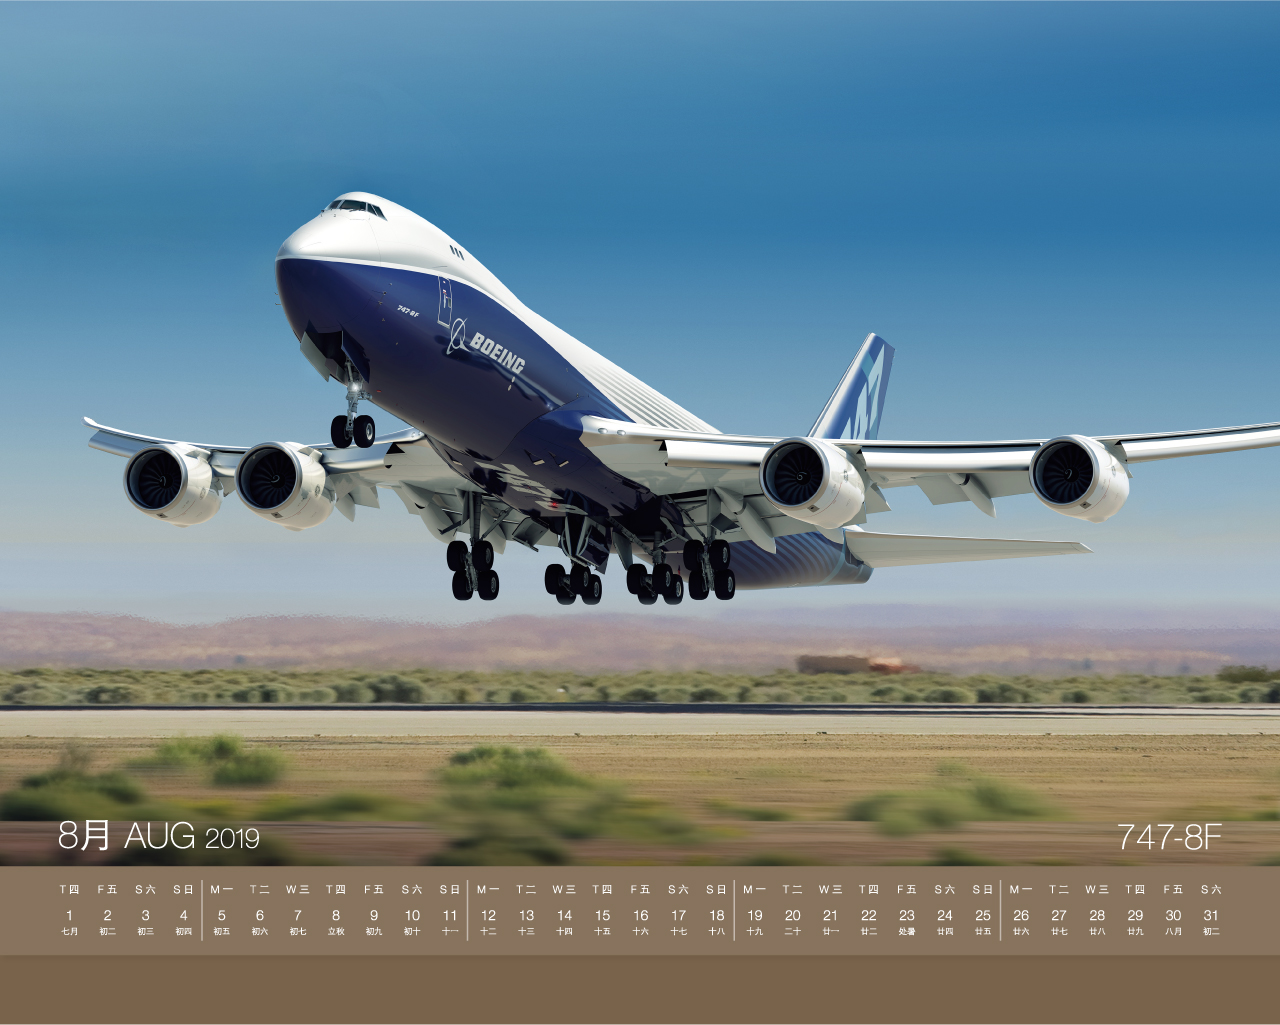 747-8F
BOEING
8月 AUG 2019
747-8F
T四 F五 S六 S日 M一 T二 W三 T四 F五 S六 S日 M一 T二 W三 T四 F五 S六 S日 M一 T二 W三 T四 F五 S六 S日 M一 T二 W三 T四 F五 S六
1 2 3 4 5 6 7 8 9 10 11 12 13 14 15 16 17 18 19 20 21 22 23 24 25 26 27 28 29 30 31
七月 初二 初三 初四 初五 初六 初七 立秋 初九 初十 十一 十二 十三 十四 十五 十六 十七 十八 十九 二十 廿一 廿二 处暑 廿四 廿五 廿六 廿七 廿八 廿九 八月 初二